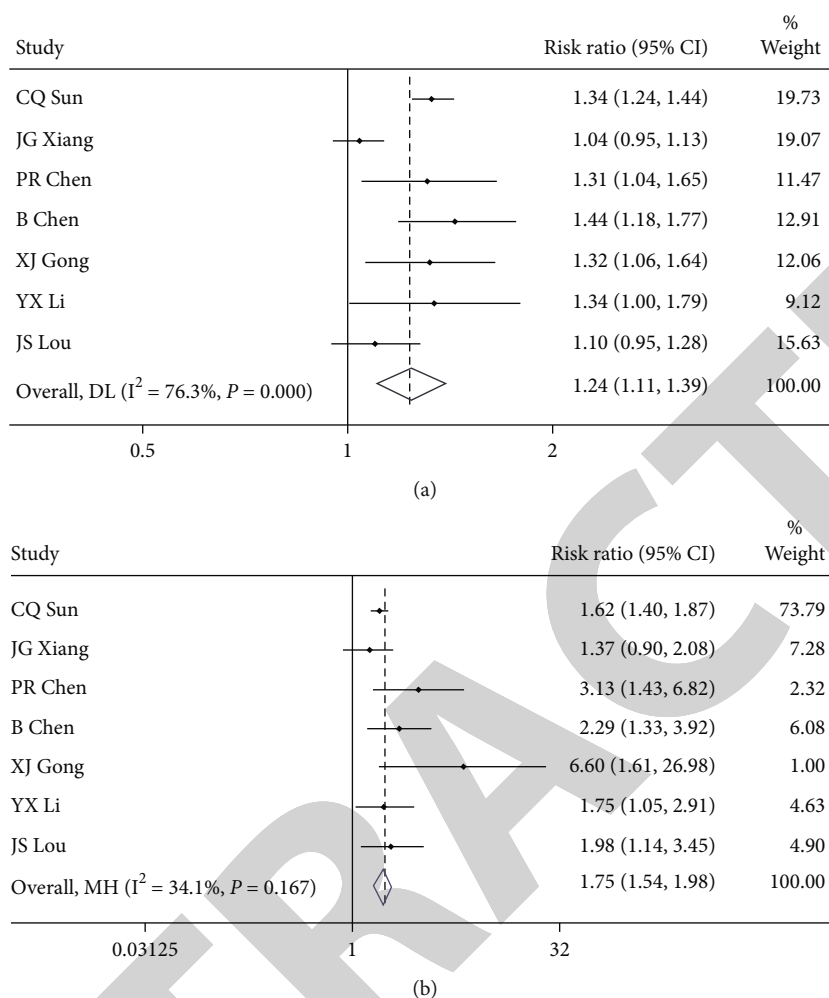 %
Study Risk ratio (95% CI) Weight
CQ Sun 1.34 (1.24, 1.44) 19.73
JG Xiang 1.04 (0.95, 1.13) 19.07
PR Chen 1.31 (1.04, 1.65) 11.47
B Chen 1.44 (1.18, 1.77) 12.91
XJ Gong 1.32 (1.06, 1.64) 12.06
YX Li 1.34 (1.00, 1.79) 9.12
JS Lou 1.10 (0.95, 1.28) 15.63
Overall, DL (I² = 76.3%, P = 0.000) 1.24 (1.11, 1.39) 100.00
0.5 1 2
(a)
%
Study Risk ratio (95% CI) Weight
CQ Sun 1.62 (1.40, 1.87) 73.79
JG Xiang 1.37 (0.90, 2.08) 7.28
PR Chen 3.13 (1.43, 6.82) 2.32
B Chen 2.29 (1.33, 3.92) 6.08
XJ Gong 6.60 (1.61, 26.98) 1.00
YX Li 1.75 (1.05, 2.91) 4.63
JS Lou 1.98 (1.14, 3.45) 4.90
Overall, MH (I² = 34.1%, P = 0.167) 1.75 (1.54, 1.98) 100.00
0.03125 1 32
(b)
TRACT